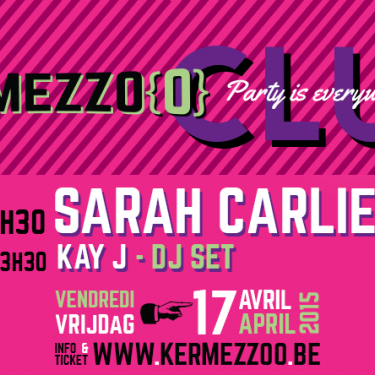 MEZZO{O} CLU
Party is everyw
H30 SARAH CARLIE
3H30 KAY J - DJ SET
VENDREDI
VRIJDAG
17 AVRIL
APRIL
2015
INFO &
TICKET
WWW.KERMEZZOO.BE